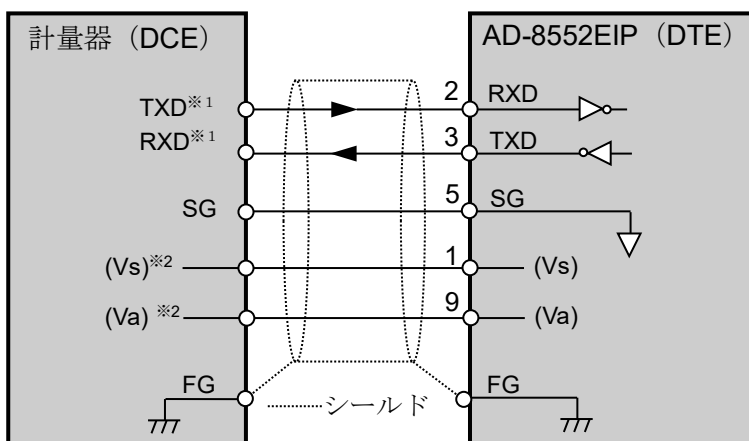 計量器（DCE） AD-8552EIP（DTE）
TXD※1 2 RXD
RXD※1 3 TXD
SG 5 SG
(Vs)※2 1 (Vs)
(Va) ※2 9 (Va)
FG シールド FG